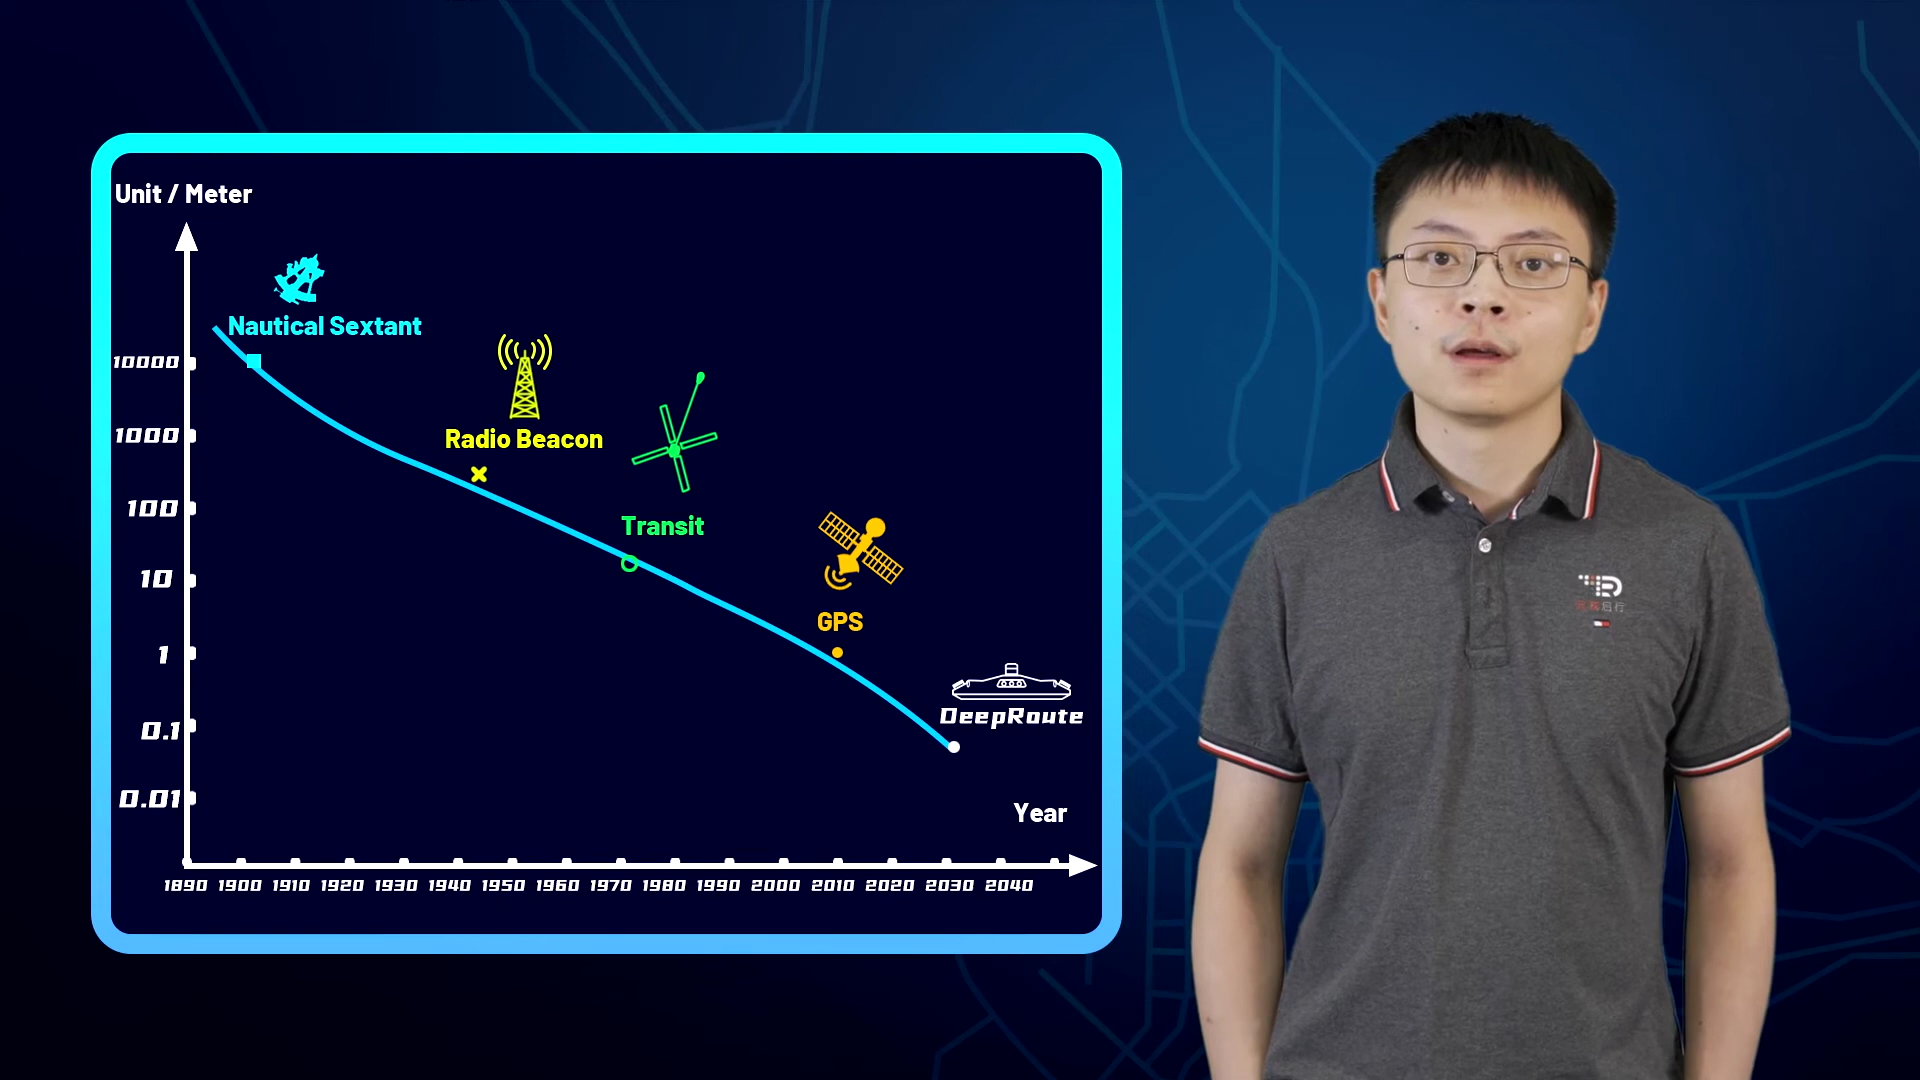 Unit / Meter
Nautical Sextant
10000
Radio Beacon
1000
100
Transit
10
GPS
1
DeepRoute
0.1
0.01
Year
1890 1900 1910 1920 1930 1940 1950 1960 1970 1980 1990 2000 2010 2020 2030 2040